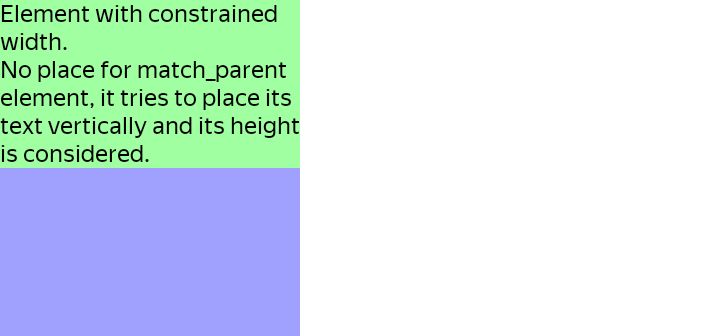 Element with constrained
width.
No place for match_parent
element, it tries to place its
text vertically and its height
is considered.